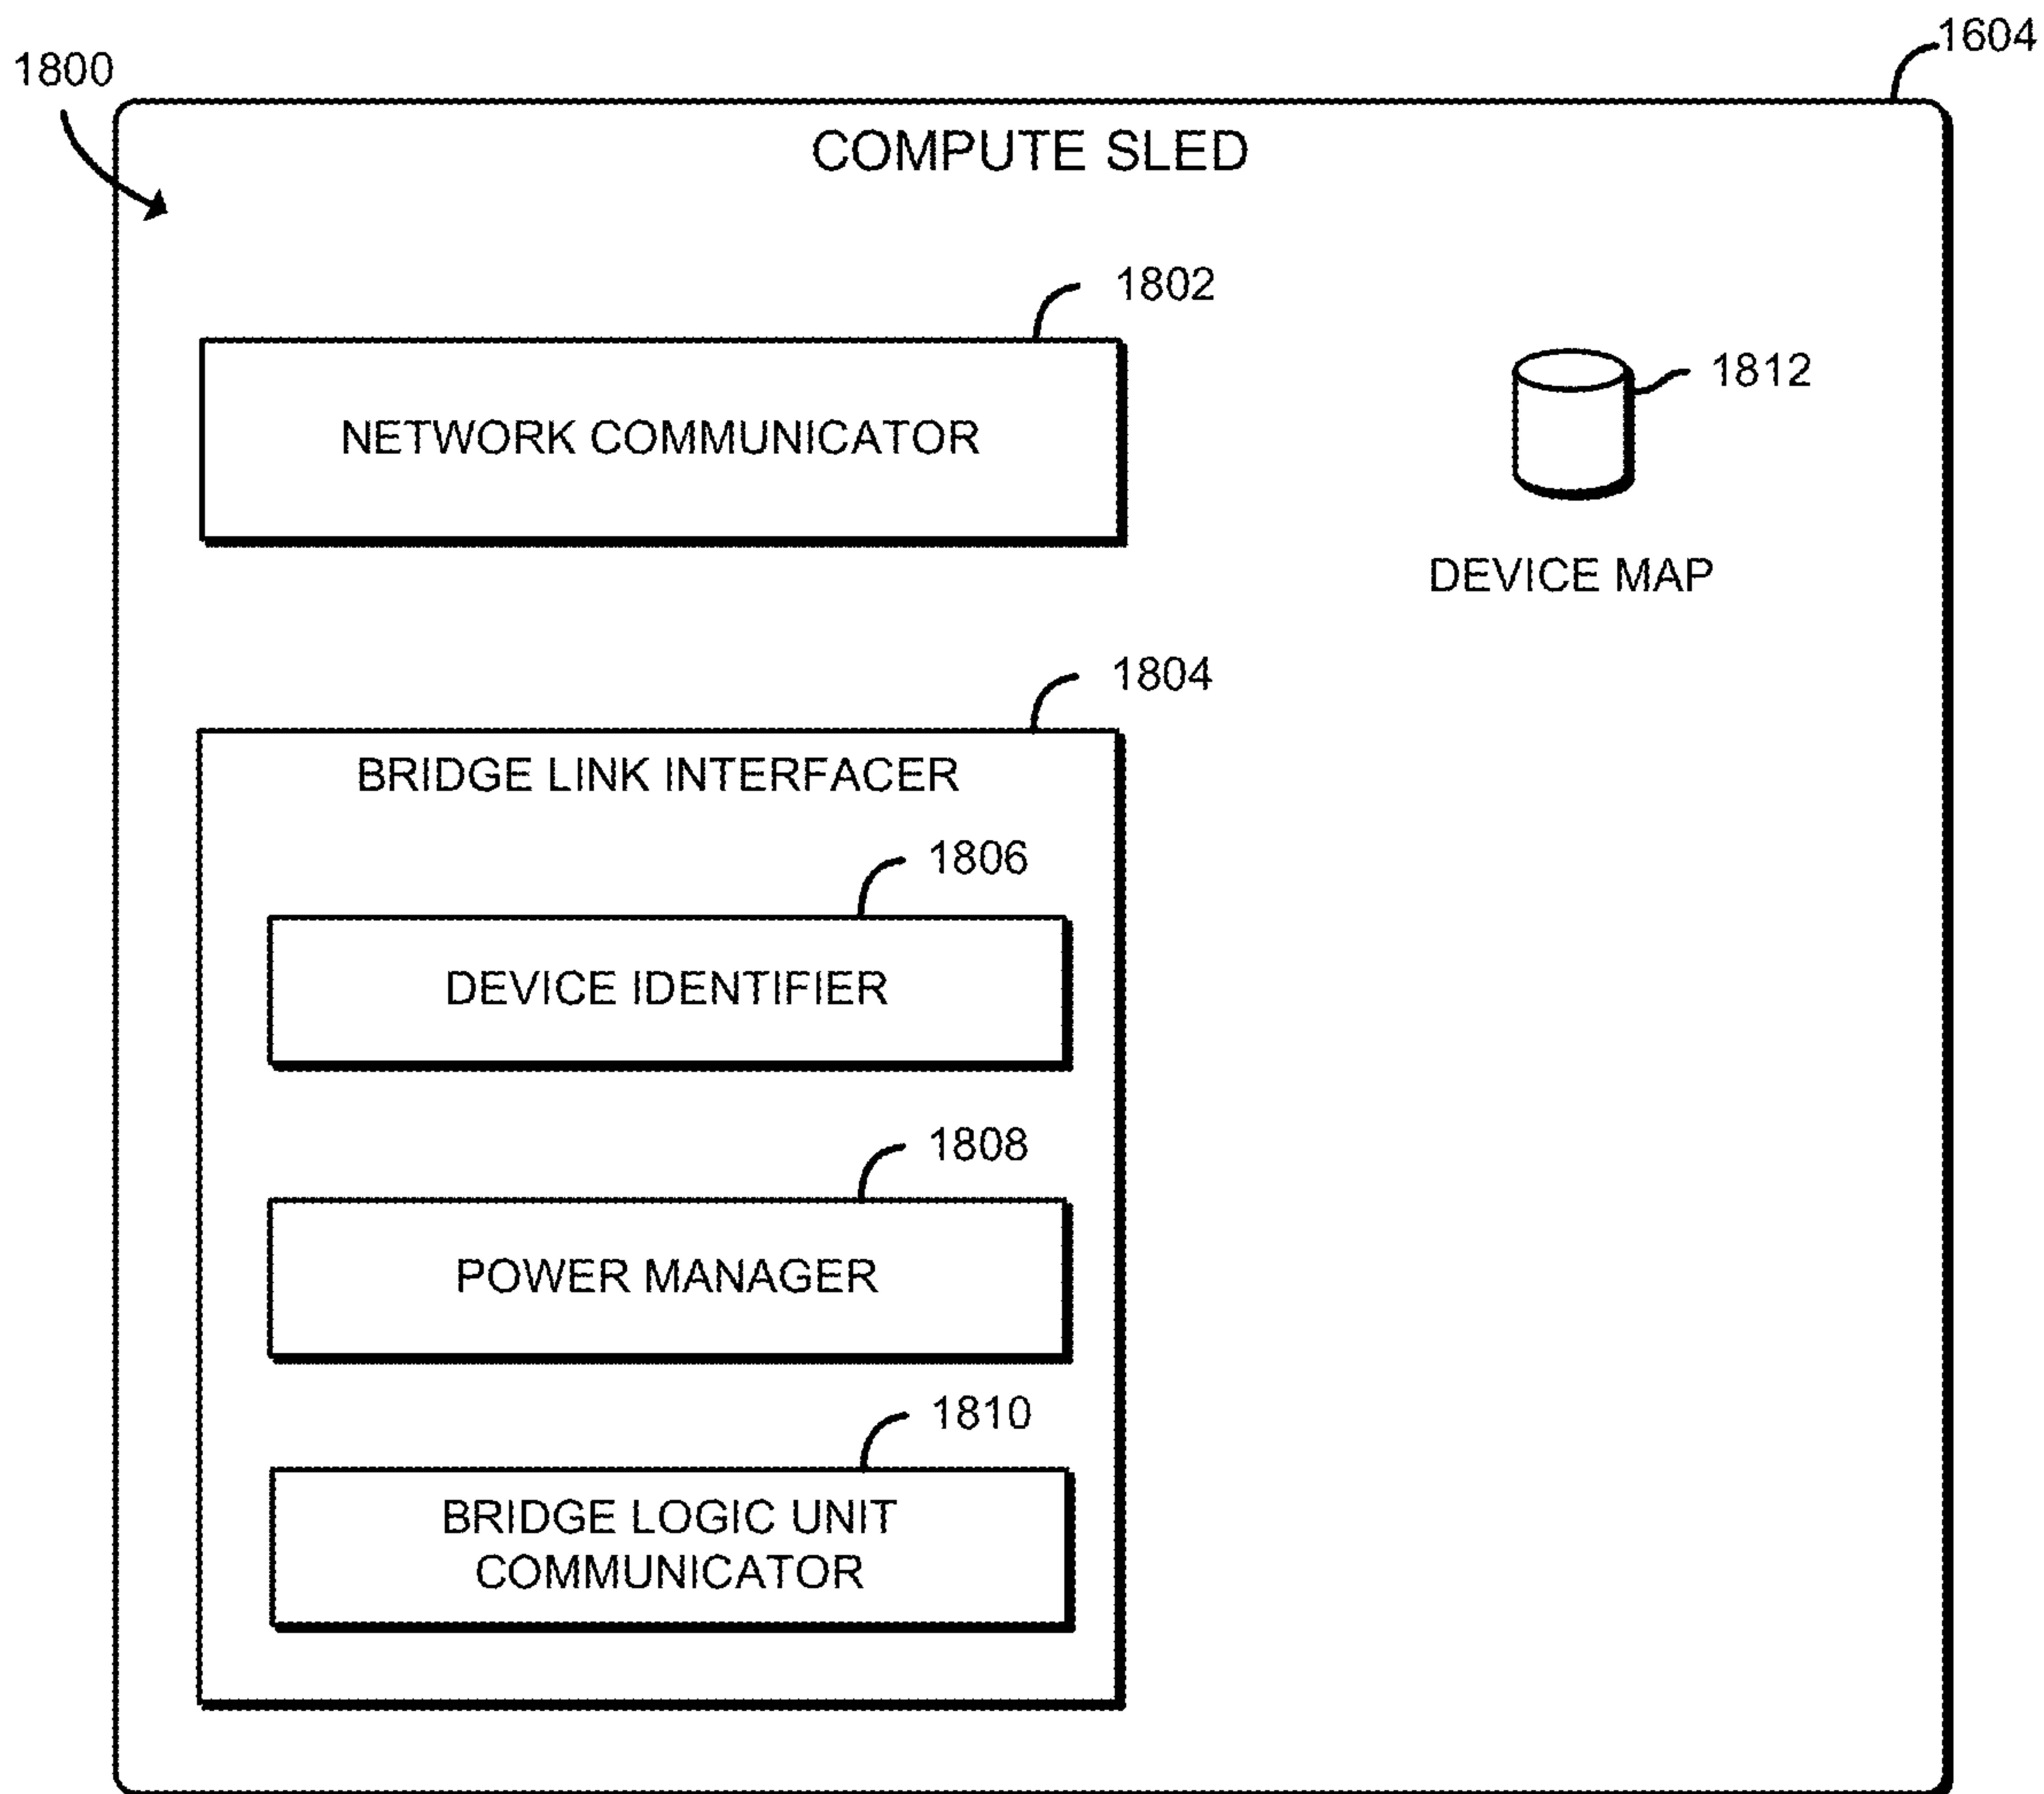 1604
1800
COMPUTE SLED
1802
NETWORK COMMUNICATOR
1812
DEVICE MAP
1804
BRIDGE LINK INTERFACER
1806
DEVICE IDENTIFIER
1808
POWER MANAGER
1810
BRIDGE LOGIC UNIT
COMMUNICATOR